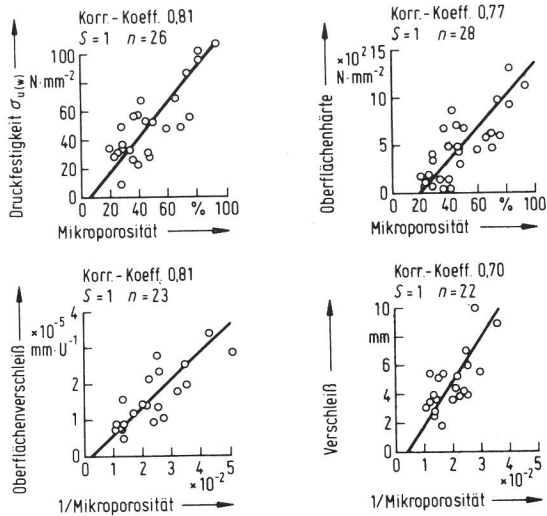 Korr.-Koeff. 0,81
S = 1 n = 26
100
N·mm⁻²
60
40
20
0
0 20 40 60 % 100
Druckfestigkeit σu(w)
Mikroporosität
Korr.-Koeff. 0,77
S = 1 n = 28
×10² 15
N·mm⁻²
10
5
0
0 20 40 60 % 100
Oberflächenhärte
Mikroporosität
Korr.-Koeff. 0,81
S = 1 n = 23
4
×10⁻⁵
mm·U⁻¹
2
1
0
0 1 2 3 4 5
×10⁻²
Oberflächenverschleiß
1/Mikroporosität
Korr.-Koeff. 0,70
S = 1 n = 22
10
mm
6
4
2
0
0 1 2 3 4 5
×10⁻²
Verschleiß
1/Mikroporosität